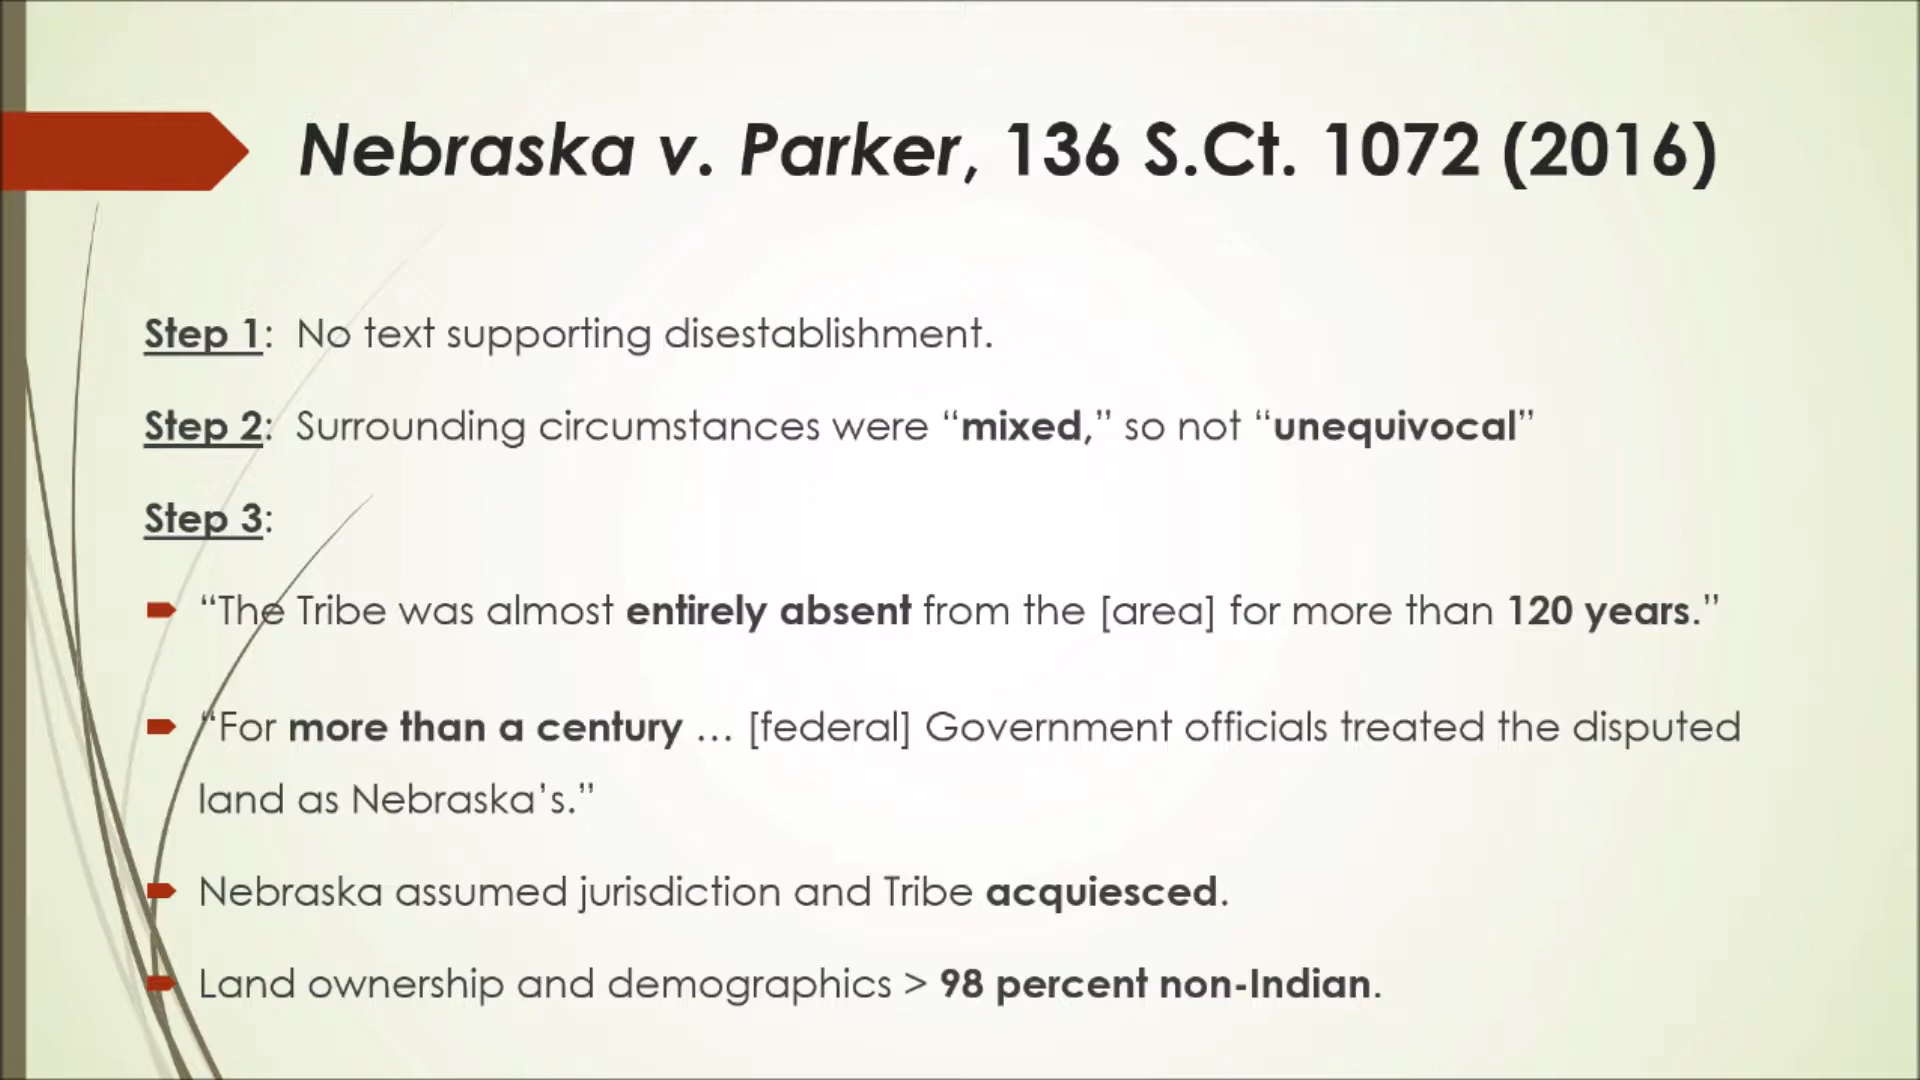 Nebraska v. Parker, 136 S.Ct. 1072 (2016)
Step 1: No text supporting disestablishment.
Step 2: Surrounding circumstances were “mixed,” so not “unequivocal”
Step 3:
“The Tribe was almost entirely absent from the [area] for more than 120 years.”
“For more than a century … [federal] Government officials treated the disputed
land as Nebraska’s.”
Nebraska assumed jurisdiction and Tribe acquiesced.
Land ownership and demographics > 98 percent non-Indian.